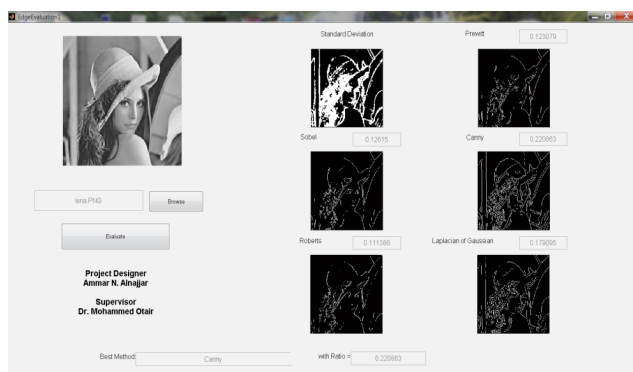 EdgeEvaluation1
lena.PNG
Browse
Evaluate
Project Designer
Ammar N. Alnajjar
Supervisor
Dr. Mohammed Otair
Standard Deviation
Prewitt 0.123079
Sobel 0.12615
Canny 0.220863
Roberts 0.111386
Laplacian of Gaussian 0.179095
Best Method: Canny with Ratio = 0.220863